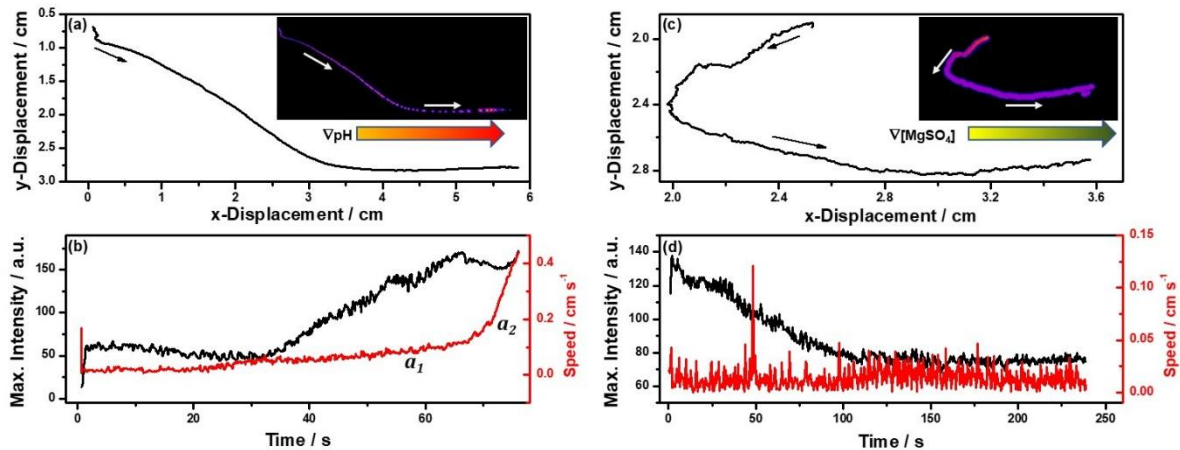 (a)
0.5
1.0
1.5
2.0
2.5
3.0
y-Displacement / cm
0 1 2 3 4 5 6
x-Displacement / cm
∇pH
(c)
2.0
2.4
2.8
y-Displacement / cm
2.0 2.4 2.8 3.2 3.6
x-Displacement / cm
∇[MgSO₄]
(b)
150
100
50
0
Max. Intensity / a.u.
a₁
a₂
0.4
0.2
0.0
Speed / cm s⁻¹
0 20 40 60
Time / s
(d)
140
120
100
80
60
Max. Intensity / a.u.
0.15
0.10
0.05
0.00
Speed / cm s⁻¹
0 50 100 150 200 250
Time / s